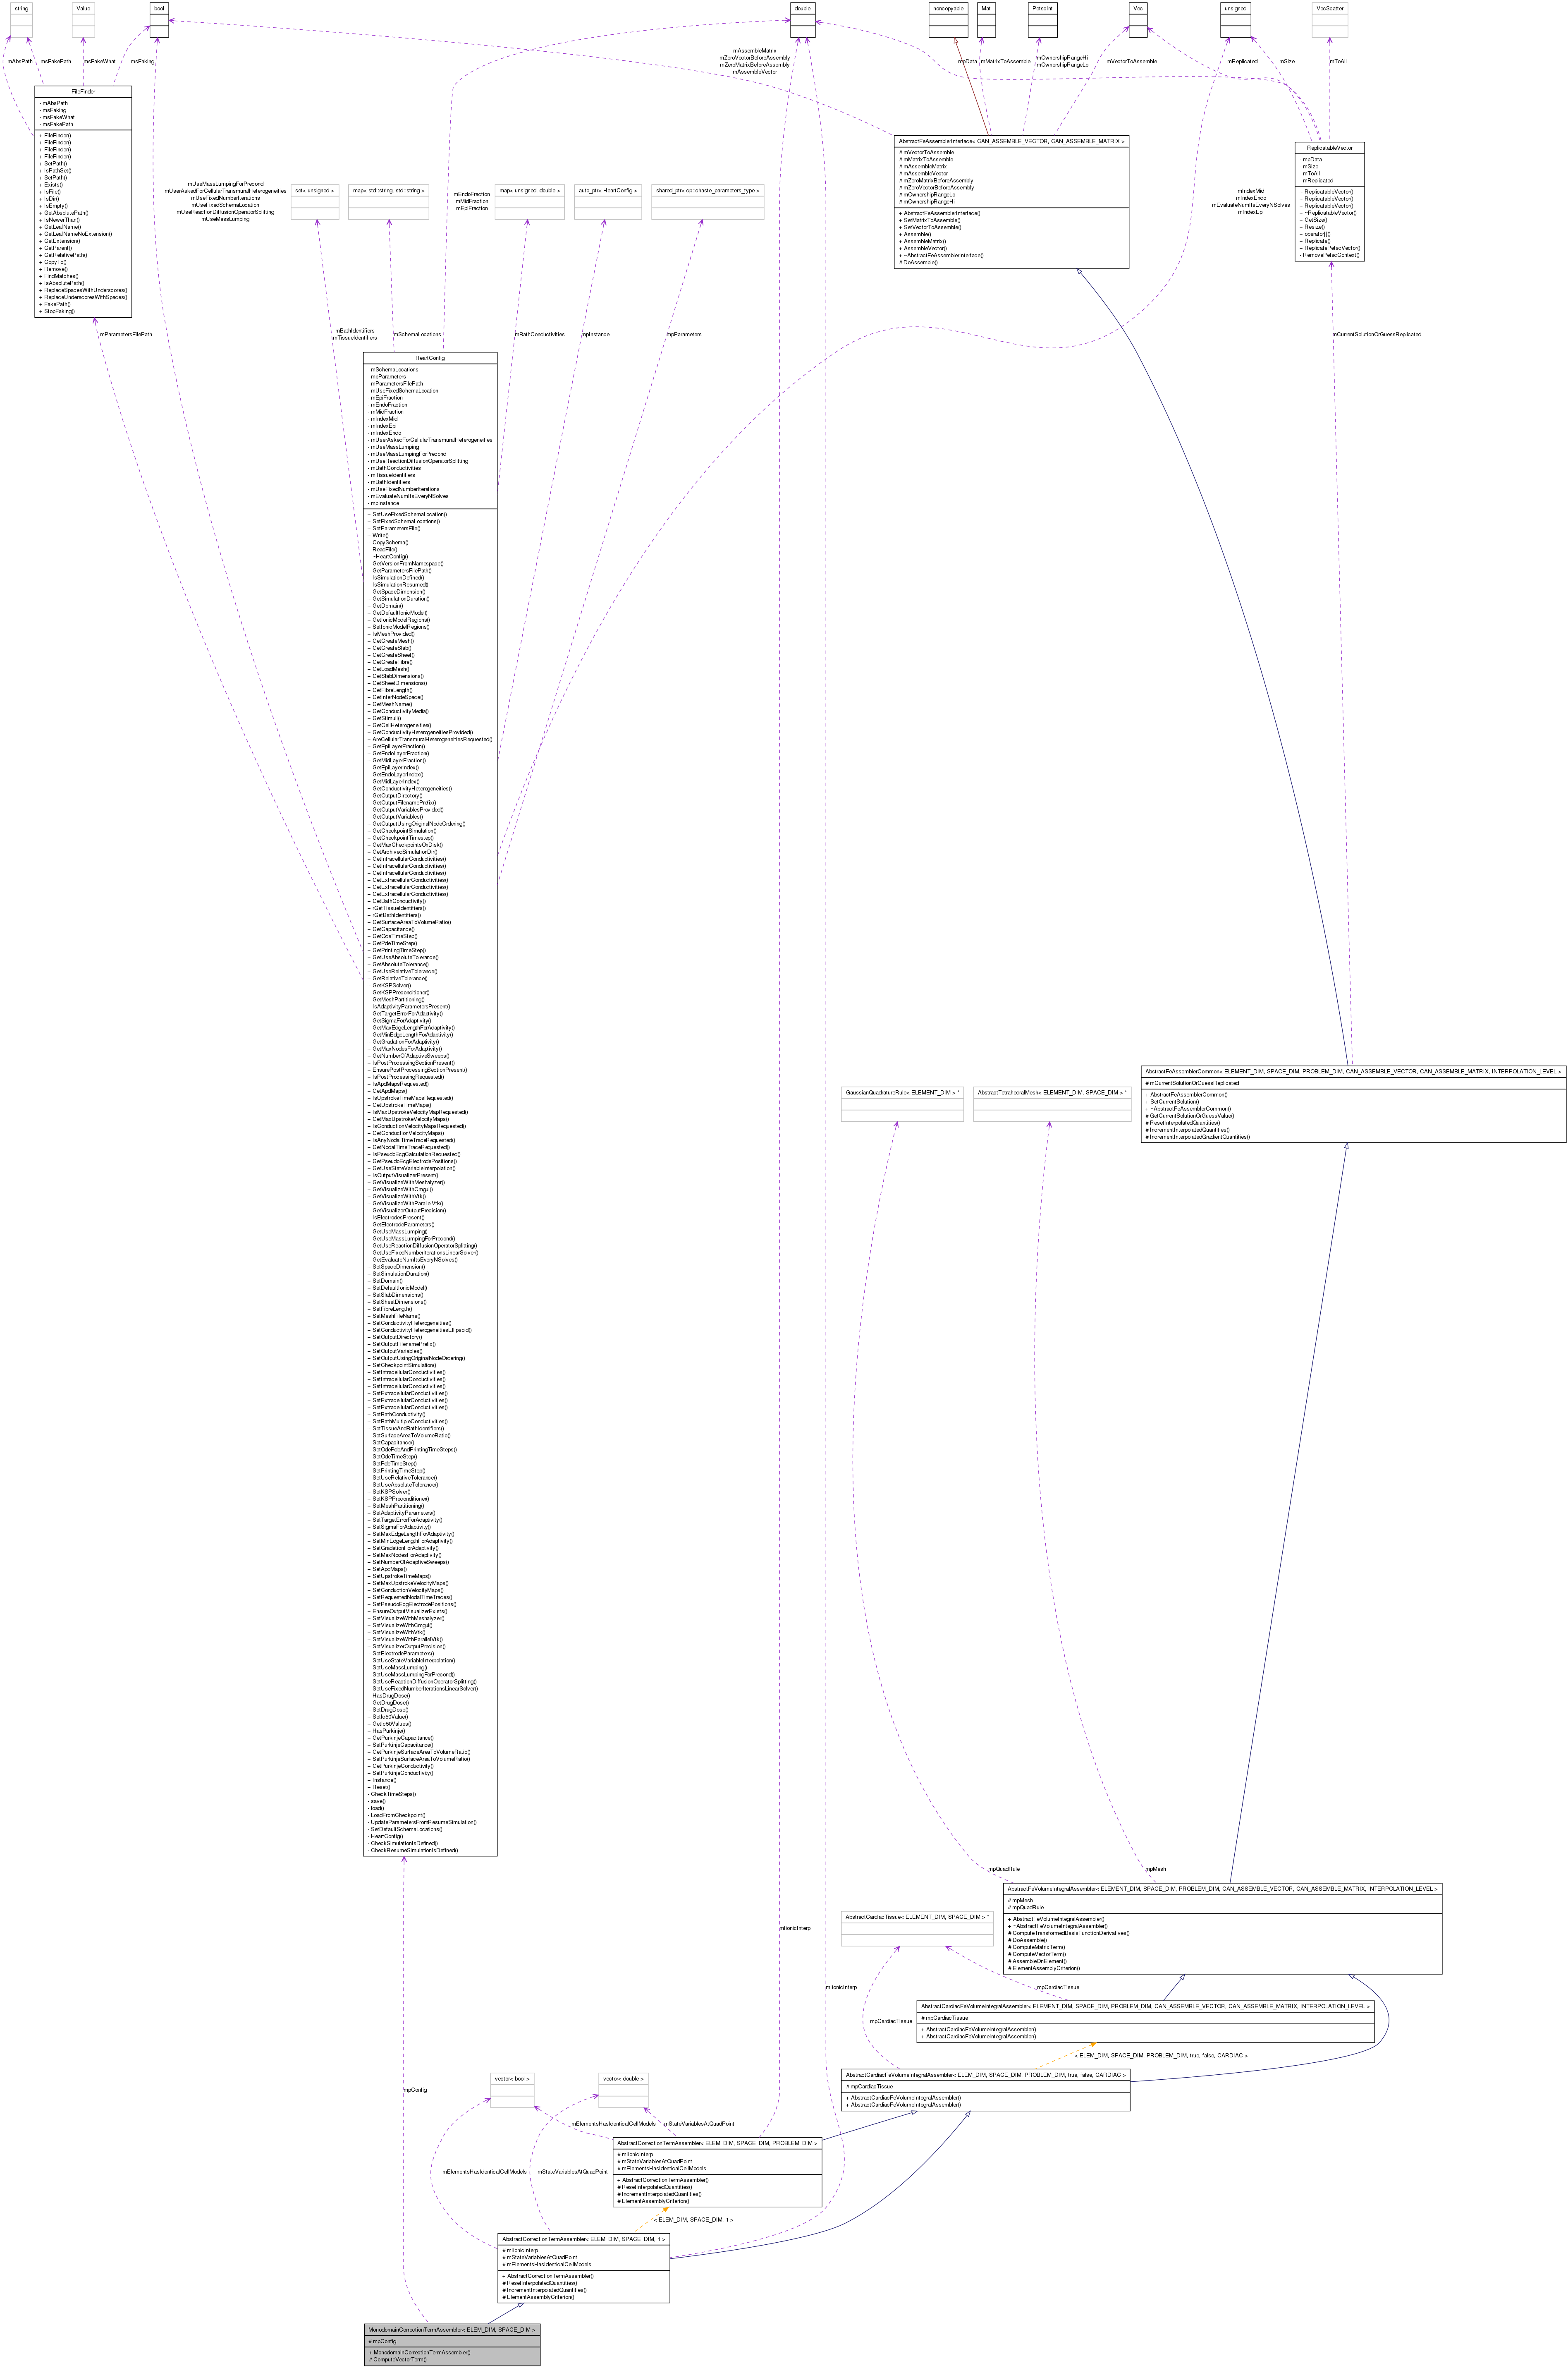 string
Value
bool
double
noncopyable
Mat
PetscInt
Vec
unsigned
VecScatter
mAbsPath
msFakePath
msFakeWhat
msFaking
mAssembleMatrix
mZeroVectorBeforeAssembly
mZeroMatrixBeforeAssembly
mAssembleVector
mpData
mMatrixToAssemble
mOwnershipRangeHi
mOwnershipRangeLo
mVectorToAssemble
mReplicated
mSize
mToAll
FileFinder
- mAbsPath
- msFaking
- msFakeWhat
- msFakePath
+ FileFinder()
+ FileFinder()
+ FileFinder()
+ FileFinder()
+ SetPath()
+ IsPathSet()
+ SetPath()
+ Exists()
+ IsFile()
+ IsDir()
+ IsEmpty()
+ GetAbsolutePath()
+ IsNewerThan()
+ GetLeafName()
+ GetLeafNameNoExtension()
+ GetExtension()
+ GetParent()
+ GetRelativePath()
+ CopyTo()
+ Remove()
+ FindMatches()
+ IsAbsolutePath()
+ ReplaceSpacesWithUnderscores()
+ ReplaceUnderscoresWithSpaces()
+ FakePath()
+ StopFaking()
AbstractFeAssemblerInterface< CAN_ASSEMBLE_VECTOR, CAN_ASSEMBLE_MATRIX >
# mVectorToAssemble
# mMatrixToAssemble
# mAssembleMatrix
# mAssembleVector
# mZeroMatrixBeforeAssembly
# mZeroVectorBeforeAssembly
# mOwnershipRangeLo
# mOwnershipRangeHi
+ AbstractFeAssemblerInterface()
+ SetMatrixToAssemble()
+ SetVectorToAssemble()
+ Assemble()
+ AssembleMatrix()
+ AssembleVector()
+ ~AbstractFeAssemblerInterface()
# DoAssemble()
ReplicatableVector
- mpData
- mSize
- mToAll
- mReplicated
+ ReplicatableVector()
+ ReplicatableVector()
+ ReplicatableVector()
+ ~ReplicatableVector()
+ GetSize()
+ Resize()
+ operator[]()
+ Replicate()
+ ReplicatePetscVector()
- RemovePetscContext()
mUseMassLumpingForPrecond
mUserAskedForCellularTransmuralHeterogeneities
mUseFixedNumberIterations
mUseFixedSchemaLocation
mUseReactionDiffusionOperatorSplitting
mUseMassLumping
set< unsigned >
map< std::string, std::string >
mEndoFraction
mMidFraction
mEpiFraction
map< unsigned, double >
auto_ptr< HeartConfig >
shared_ptr< cp::chaste_parameters_type >
mIndexMid
mIndexEndo
mEvaluateNumItsEveryNSolves
mIndexEpi
mParametersFilePath
mBathIdentifiers
mTissueIdentifiers
mSchemaLocations
mBathConductivities
mpInstance
mpParameters
mCurrentSolutionOrGuessReplicated
HeartConfig
- mSchemaLocations
- mpParameters
- mParametersFilePath
- mUseFixedSchemaLocation
- mEpiFraction
- mEndoFraction
- mMidFraction
- mIndexMid
- mIndexEpi
- mIndexEndo
- mUserAskedForCellularTransmuralHeterogeneities
- mUseMassLumping
- mUseMassLumpingForPrecond
- mUseReactionDiffusionOperatorSplitting
- mBathConductivities
- mTissueIdentifiers
- mBathIdentifiers
- mUseFixedNumberIterations
- mEvaluateNumItsEveryNSolves
- mpInstance
+ SetUseFixedSchemaLocation()
+ SetFixedSchemaLocations()
+ SetParametersFile()
+ Write()
+ CopySchema()
+ ReadFile()
+ ~HeartConfig()
+ GetVersionFromNamespace()
+ GetParametersFilePath()
+ IsSimulationDefined()
+ IsSimulationResumed()
+ GetSpaceDimension()
+ GetSimulationDuration()
+ GetDomain()
+ GetDefaultIonicModel()
+ GetIonicModelRegions()
+ SetIonicModelRegions()
+ IsMeshProvided()
+ GetCreateMesh()
+ GetCreateSlab()
+ GetCreateSheet()
+ GetCreateFibre()
+ GetLoadMesh()
+ GetSlabDimensions()
+ GetSheetDimensions()
+ GetFibreLength()
+ GetInterNodeSpace()
+ GetMeshName()
+ GetConductivityMedia()
+ GetStimuli()
+ GetCellHeterogeneities()
+ GetConductivityHeterogeneitiesProvided()
+ AreCellularTransmuralHeterogeneitiesRequested()
+ GetEpiLayerFraction()
+ GetEndoLayerFraction()
+ GetMidLayerFraction()
+ GetEpiLayerIndex()
+ GetEndoLayerIndex()
+ GetMidLayerIndex()
+ GetConductivityHeterogeneities()
+ GetOutputDirectory()
+ GetOutputFilenamePrefix()
+ GetOutputVariablesProvided()
+ GetOutputVariables()
+ GetOutputUsingOriginalNodeOrdering()
+ GetCheckpointSimulation()
+ GetCheckpointTimestep()
+ GetMaxCheckpointsOnDisk()
+ GetArchivedSimulationDir()
+ GetIntracellularConductivities()
+ GetIntracellularConductivities()
+ GetIntracellularConductivities()
+ GetExtracellularConductivities()
+ GetExtracellularConductivities()
+ GetExtracellularConductivities()
+ GetBathConductivity()
+ rGetTissueIdentifiers()
+ rGetBathIdentifiers()
+ GetSurfaceAreaToVolumeRatio()
+ GetCapacitance()
+ GetOdeTimeStep()
+ GetPdeTimeStep()
+ GetPrintingTimeStep()
+ GetUseAbsoluteTolerance()
+ GetAbsoluteTolerance()
+ GetUseRelativeTolerance()
+ GetRelativeTolerance()
+ GetKSPSolver()
+ GetKSPPreconditioner()
+ GetMeshPartitioning()
+ IsAdaptivityParametersPresent()
+ GetTargetErrorForAdaptivity()
+ GetSigmaForAdaptivity()
+ GetMaxEdgeLengthForAdaptivity()
+ GetMinEdgeLengthForAdaptivity()
+ GetGradationForAdaptivity()
+ GetMaxNodesForAdaptivity()
+ GetNumberOfAdaptiveSweeps()
+ IsPostProcessingSectionPresent()
+ EnsurePostProcessingSectionPresent()
+ IsPostProcessingRequested()
+ IsApdMapsRequested()
+ GetApdMaps()
+ IsUpstrokeTimeMapsRequested()
+ GetUpstrokeTimeMaps()
+ IsMaxUpstrokeVelocityMapRequested()
+ GetMaxUpstrokeVelocityMaps()
+ IsConductionVelocityMapsRequested()
+ GetConductionVelocityMaps()
+ IsAnyNodalTimeTraceRequested()
+ GetNodalTimeTraceRequested()
+ IsPseudoEcgCalculationRequested()
+ GetPseudoEcgElectrodePositions()
+ GetUseStateVariableInterpolation()
+ IsOutputVisualizerPresent()
+ GetVisualizeWithMeshalyzer()
+ GetVisualizeWithCmgui()
+ GetVisualizeWithVtk()
+ GetVisualizeWithParallelVtk()
+ GetVisualizerOutputPrecision()
+ IsElectrodesPresent()
+ GetElectrodeParameters()
+ GetUseMassLumping()
+ GetUseMassLumpingForPrecond()
+ GetUseReactionDiffusionOperatorSplitting()
+ GetUseFixedNumberIterationsLinearSolver()
+ GetEvaluateNumItsEveryNSolves()
+ SetSpaceDimension()
+ SetSimulationDuration()
+ SetDomain()
+ SetDefaultIonicModel()
+ SetSlabDimensions()
+ SetSheetDimensions()
+ SetFibreLength()
+ SetMeshFileName()
+ SetConductivityHeterogeneities()
+ SetConductivityHeterogeneitiesEllipsoid()
+ SetOutputDirectory()
+ SetOutputFilenamePrefix()
+ SetOutputVariables()
+ SetOutputUsingOriginalNodeOrdering()
+ SetCheckpointSimulation()
+ SetIntracellularConductivities()
+ SetIntracellularConductivities()
+ SetIntracellularConductivities()
+ SetExtracellularConductivities()
+ SetExtracellularConductivities()
+ SetExtracellularConductivities()
+ SetBathConductivity()
+ SetBathMultipleConductivities()
+ SetTissueAndBathIdentifiers()
+ SetSurfaceAreaToVolumeRatio()
+ SetCapacitance()
+ SetOdePdeAndPrintingTimeSteps()
+ SetOdeTimeStep()
+ SetPdeTimeStep()
+ SetPrintingTimeStep()
+ SetUseRelativeTolerance()
+ SetUseAbsoluteTolerance()
+ SetKSPSolver()
+ SetKSPPreconditioner()
+ SetMeshPartitioning()
+ SetAdaptivityParameters()
+ SetTargetErrorForAdaptivity()
+ SetSigmaForAdaptivity()
+ SetMaxEdgeLengthForAdaptivity()
+ SetMinEdgeLengthForAdaptivity()
+ SetGradationForAdaptivity()
+ SetMaxNodesForAdaptivity()
+ SetNumberOfAdaptiveSweeps()
+ SetApdMaps()
+ SetUpstrokeTimeMaps()
+ SetMaxUpstrokeVelocityMaps()
+ SetConductionVelocityMaps()
+ SetRequestedNodalTimeTraces()
+ SetPseudoEcgElectrodePositions()
+ EnsureOutputVisualizerExists()
+ SetVisualizeWithMeshalyzer()
+ SetVisualizeWithCmgui()
+ SetVisualizeWithVtk()
+ SetVisualizeWithParallelVtk()
+ SetVisualizerOutputPrecision()
+ SetElectrodeParameters()
+ SetUseStateVariableInterpolation()
+ SetUseMassLumping()
+ SetUseMassLumpingForPrecond()
+ SetUseReactionDiffusionOperatorSplitting()
+ SetUseFixedNumberIterationsLinearSolver()
+ HasDrugDose()
+ GetDrugDose()
+ SetDrugDose()
+ SetIc50Value()
+ GetIc50Values()
+ HasPurkinje()
+ GetPurkinjeCapacitance()
+ SetPurkinjeCapacitance()
+ GetPurkinjeSurfaceAreaToVolumeRatio()
+ SetPurkinjeSurfaceAreaToVolumeRatio()
+ GetPurkinjeConductivity()
+ SetPurkinjeConductivity()
+ Instance()
+ Reset()
- CheckTimeSteps()
- save()
- load()
- LoadFromCheckpoint()
- UpdateParametersFromResumeSimulation()
- SetDefaultSchemaLocations()
- HeartConfig()
- CheckSimulationIsDefined()
- CheckResumeSimulationIsDefined()
AbstractFeAssemblerCommon< ELEMENT_DIM, SPACE_DIM, PROBLEM_DIM, CAN_ASSEMBLE_VECTOR, CAN_ASSEMBLE_MATRIX, INTERPOLATION_LEVEL >
# mCurrentSolutionOrGuessReplicated
+ AbstractFeAssemblerCommon()
+ SetCurrentSolution()
+ ~AbstractFeAssemblerCommon()
# GetCurrentSolutionOrGuessValue()
# ResetInterpolatedQuantities()
# IncrementInterpolatedQuantities()
# IncrementInterpolatedGradientQuantities()
GaussianQuadratureRule< ELEMENT_DIM > *
AbstractTetrahedralMesh< ELEMENT_DIM, SPACE_DIM > *
mpQuadRule
mpMesh
AbstractFeVolumeIntegralAssembler< ELEMENT_DIM, SPACE_DIM, PROBLEM_DIM, CAN_ASSEMBLE_VECTOR, CAN_ASSEMBLE_MATRIX, INTERPOLATION_LEVEL >
# mpMesh
# mpQuadRule
+ AbstractFeVolumeIntegralAssembler()
+ ~AbstractFeVolumeIntegralAssembler()
# ComputeTransformedBasisFunctionDerivatives()
# DoAssemble()
# ComputeMatrixTerm()
# ComputeVectorTerm()
# AssembleOnElement()
# ElementAssemblyCriterion()
AbstractCardiacTissue< ELEMENT_DIM, SPACE_DIM > *
mIionicInterp
mIionicInterp
mpCardiacTissue
mpCardiacTissue
AbstractCardiacFeVolumeIntegralAssembler< ELEMENT_DIM, SPACE_DIM, PROBLEM_DIM, CAN_ASSEMBLE_VECTOR, CAN_ASSEMBLE_MATRIX, INTERPOLATION_LEVEL >
# mpCardiacTissue
+ AbstractCardiacFeVolumeIntegralAssembler()
+ AbstractCardiacFeVolumeIntegralAssembler()
< ELEM_DIM, SPACE_DIM, PROBLEM_DIM, true, false, CARDIAC >
AbstractCardiacFeVolumeIntegralAssembler< ELEM_DIM, SPACE_DIM, PROBLEM_DIM, true, false, CARDIAC >
# mpCardiacTissue
+ AbstractCardiacFeVolumeIntegralAssembler()
+ AbstractCardiacFeVolumeIntegralAssembler()
mpConfig
vector< bool >
vector< double >
mElementsHasIdenticalCellModels
mStateVariablesAtQuadPoint
AbstractCorrectionTermAssembler< ELEM_DIM, SPACE_DIM, PROBLEM_DIM >
# mIionicInterp
# mStateVariablesAtQuadPoint
# mElementsHasIdenticalCellModels
+ AbstractCorrectionTermAssembler()
# ResetInterpolatedQuantities()
# IncrementInterpolatedQuantities()
# ElementAssemblyCriterion()
mElementsHasIdenticalCellModels
mStateVariablesAtQuadPoint
< ELEM_DIM, SPACE_DIM, 1 >
AbstractCorrectionTermAssembler< ELEM_DIM, SPACE_DIM, 1 >
# mIionicInterp
# mStateVariablesAtQuadPoint
# mElementsHasIdenticalCellModels
+ AbstractCorrectionTermAssembler()
# ResetInterpolatedQuantities()
# IncrementInterpolatedQuantities()
# ElementAssemblyCriterion()
MonodomainCorrectionTermAssembler< ELEM_DIM, SPACE_DIM >
# mpConfig
+ MonodomainCorrectionTermAssembler()
# ComputeVectorTerm()